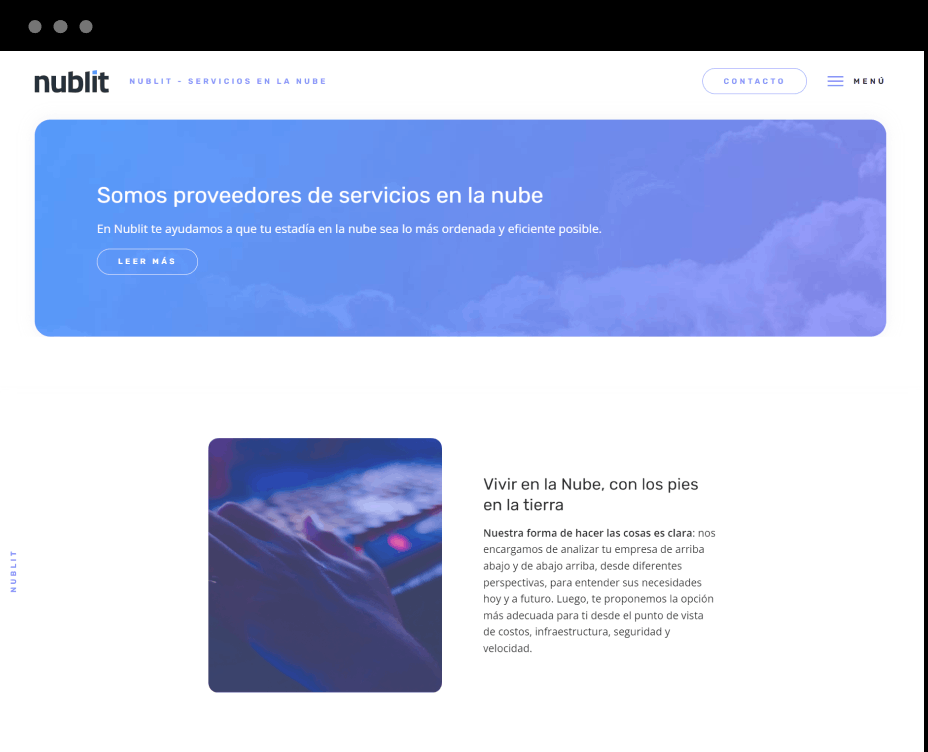 nublit
NUBLIT - SERVICIOS EN LA NUBE
CONTACTO
MENÚ
Somos proveedores de servicios en la nube
En Nublit te ayudamos a que tu estadía en la nube sea lo más ordenada y eficiente posible.
LEER MÁS
Vivir en la Nube, con los pies
en la tierra
Nuestra forma de hacer las cosas es clara: nos
encargamos de analizar tu empresa de arriba
abajo y de abajo arriba, desde diferentes
perspectivas, para entender sus necesidades
hoy y a futuro. Luego, te proponemos la opción
más adecuada para ti desde el punto de vista
de costos, infraestructura, seguridad y
velocidad.
NUBLIT